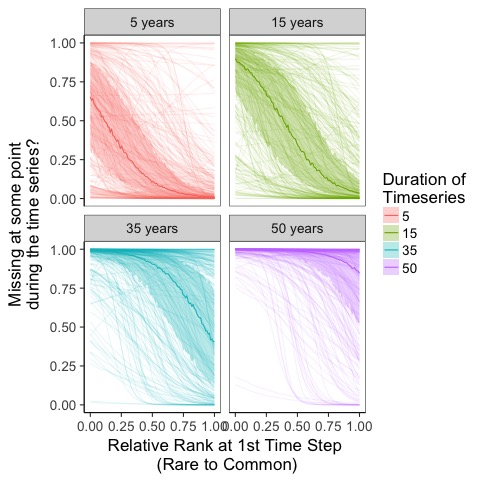 5 years
15 years
1.00
0.75
0.50
0.25
0.00
Missing at some point
during the time series?
35 years
50 years
1.00
0.75
0.50
0.25
0.00
0.00 0.25 0.50 0.75 1.00
0.00 0.25 0.50 0.75 1.00
Relative Rank at 1st Time Step
(Rare to Common)
Duration of
Timeseries
5
15
35
50